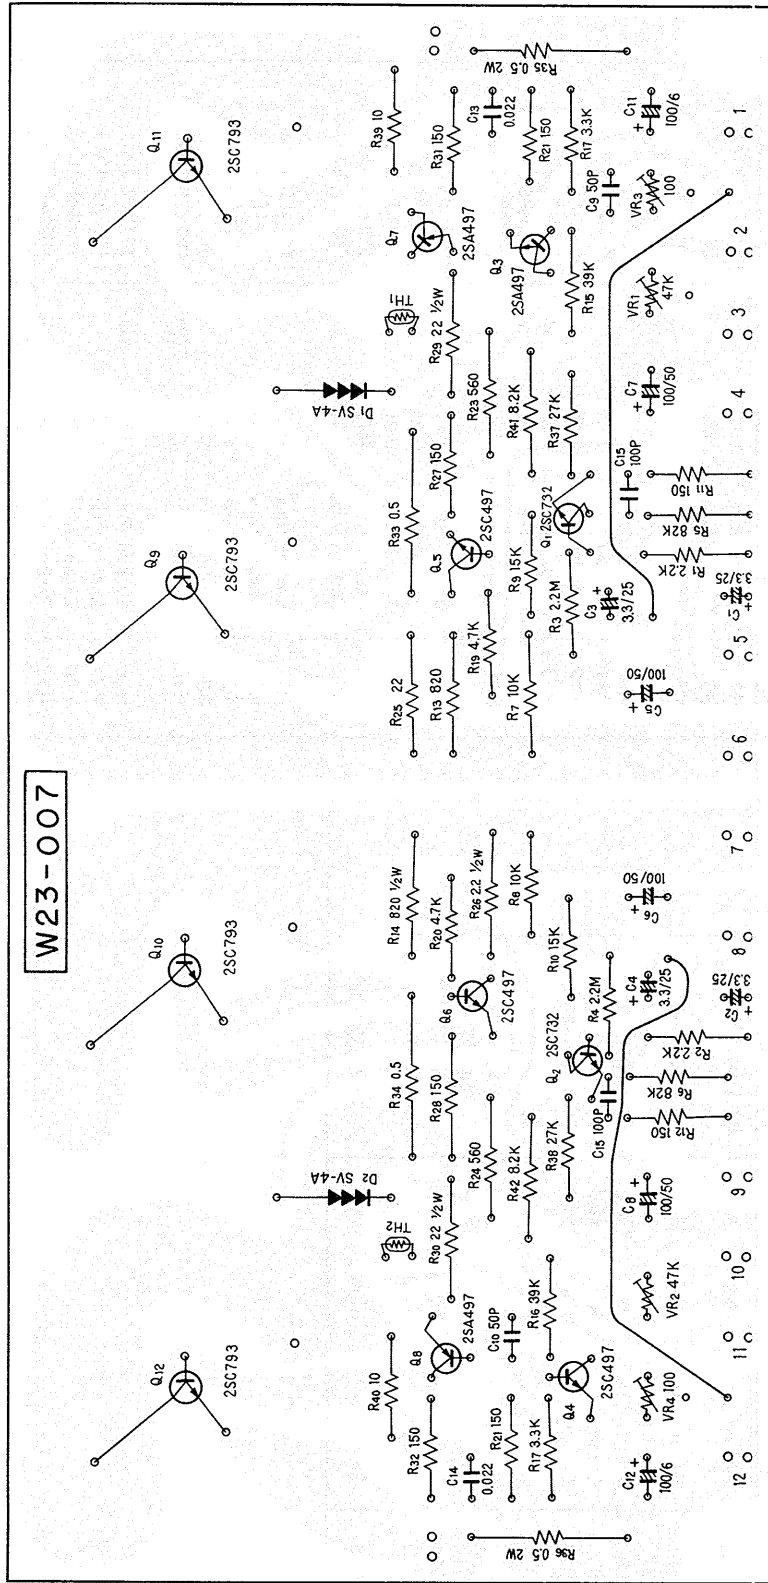 W23-007
Q12
2SC793
Q10
2SC793
Q9
2SC793
Q11
2SC793
D2 SV-4A
D1 SV-4A
TH2
TH1
R40 10
R34 0.5
R14 820 ½W
R25 22
R33 0.5
Q7
R39 10
R32 150
Q8
2SA497
R30 22 ½W
R28 150
Q6
2SC497
R20 4.7K
R13 820
Q5
2SC497
R27 150
R29 22 ½W
2SA497
R31 150
C14
0.022
R24 560
R26 2.2 ½W
R19 4.7K
R23 560
C13
0.022
R36 0.5 2W
R21 150
C10 50P
R42 8.2K
R8 10K
R7 10K
R9 15K
R41 8.2K
Q3
2SA497
R21 150
R35 0.5 2W
R17 3.3K
Q4
2SC497
R16 39K
R38 27K
Q2
2SC732
R10 15K
R3 2.2M
Q1 2SC732
R37 27K
R15 39K
R17 3.3K
C15 100P
R4 2.2M
C3 +
3.3/25
C9 50P
C12 +
100/6
VR4 100
VR2 47K
C8 +
100/50
R12 150
R6 82K
R2 2.2K
+ C4
3.3/25
C6 +
100/50
C5 +
100/50
R1 2.2K
R5 82K
R11 150
C15
100P
+ C7
100/50
VR1
47K
VR3
100
+ C11
100/6
C2 +
3.3/25
C1 +
3.3/25
12
11
10
9
8
7
6
5
4
3
2
1